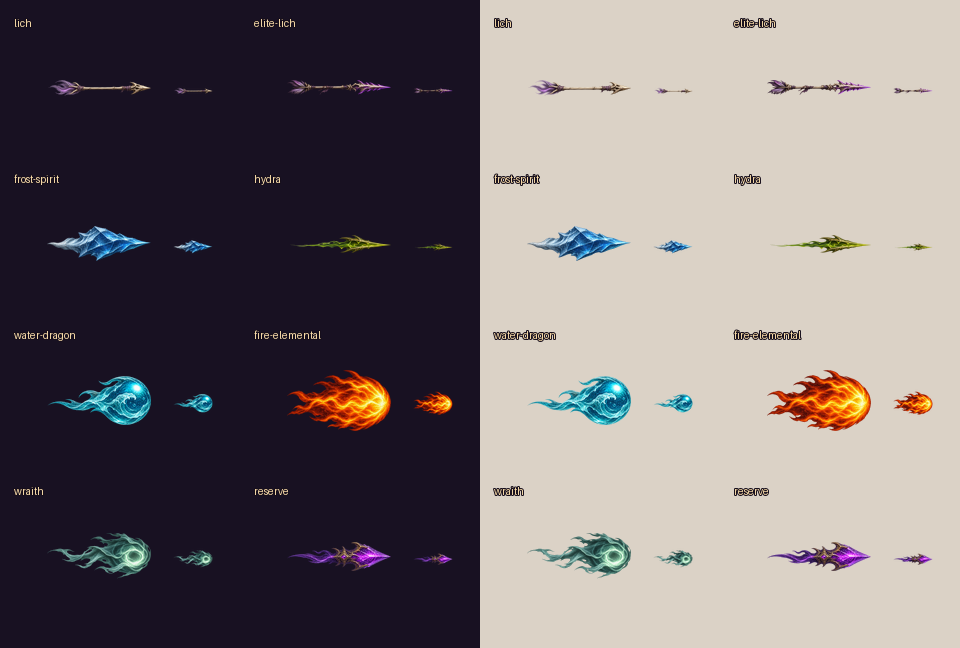 lich elite-lich lich elite-lich
frost-spirit hydra frost-spirit hydra
water-dragon fire-elemental water-dragon fire-elemental
wraith reserve wraith reserve